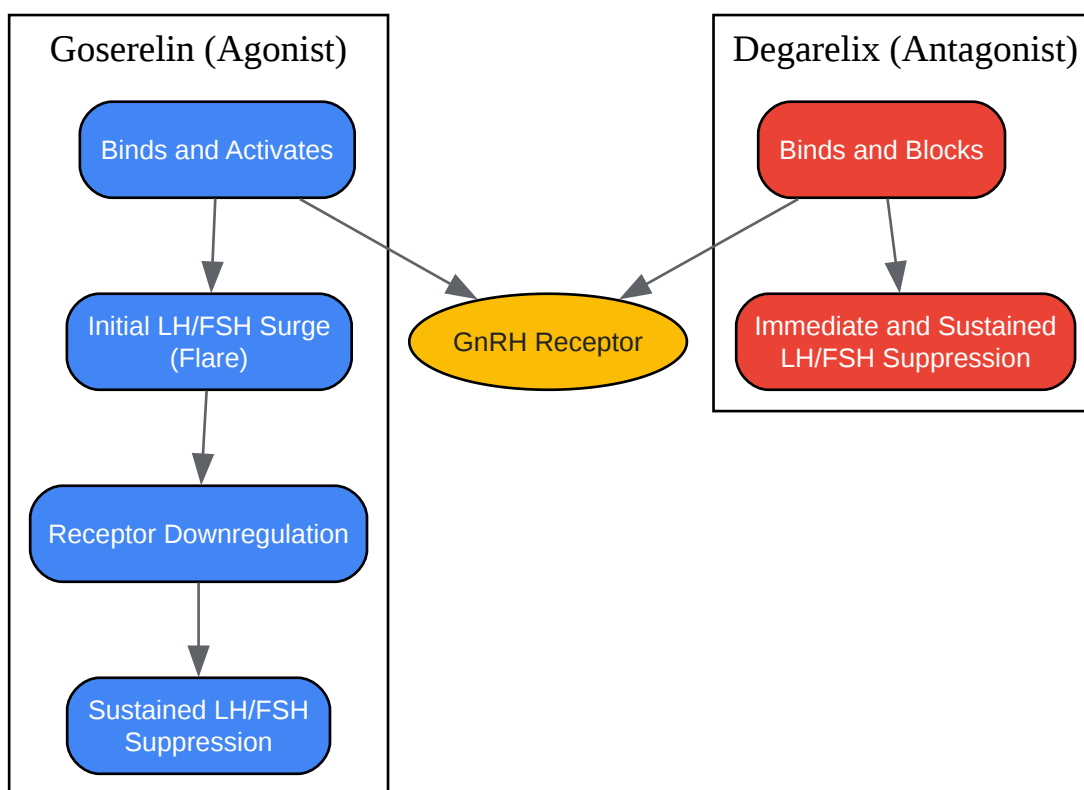 Goserelin (Agonist)
Binds and Activates
Initial LH/FSH Surge
(Flare)
Receptor Downregulation
Sustained LH/FSH
Suppression
GnRH Receptor
Degarelix (Antagonist)
Binds and Blocks
Immediate and Sustained
LH/FSH Suppression